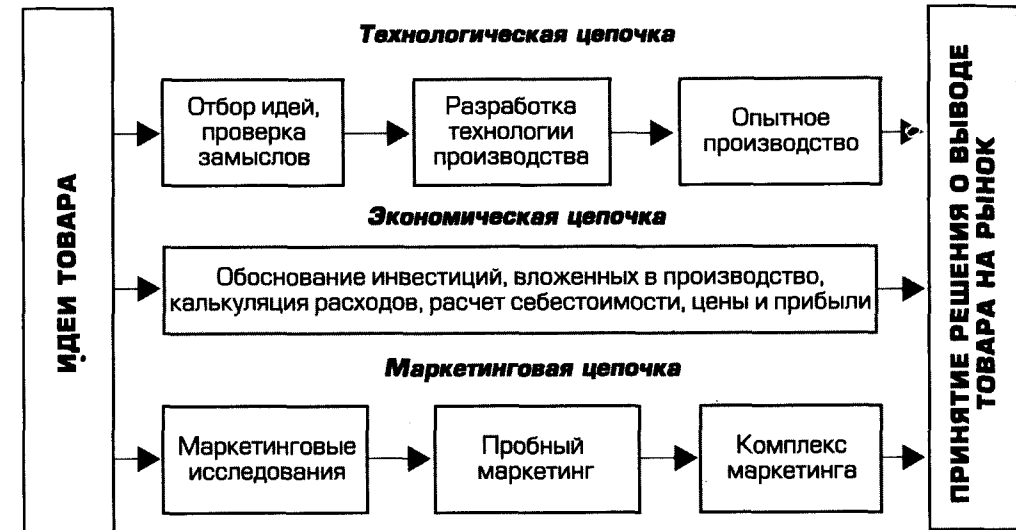 ИДЕИ ТОВАРА
Технологическая цепочка
Отбор идей,
проверка
замыслов
Разработка
технологии
производства
Опытное
производство
Экономическая цепочка
Обоснование инвестиций, вложенных в производство,
калькуляция расходов, расчет себестоимости, цены и прибыли
Маркетинговая цепочка
Маркетинговые
исследования
Пробный
маркетинг
Комплекс
маркетинга
ПРИНЯТИЕ РЕШЕНИЯ О ВЫВОДЕ
ТОВАРА НА РЫНОК